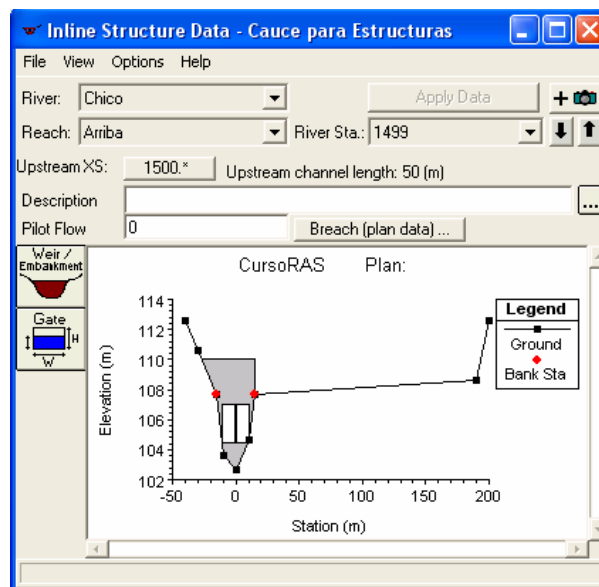 Inline Structure Data - Cauce para Estructuras
File View Options Help
River: Chico Apply Data
Reach: Arriba River Sta.: 1499
Upstream XS: 1500.* Upstream channel length: 50 (m)
Description ...
Pilot Flow 0 Breach (plan data) ...
Weir /
Embankment
Gate
H
W
CursoRAS Plan:
Legend
Ground
Bank Sta
Elevation (m)
114
112
110
108
106
104
102
-50 0 50 100 150 200
Station (m)